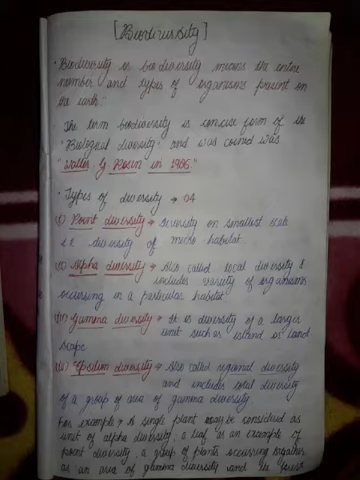 [Biodiversity]
· Biodiversity or bio diversity means the entire
number and types of organisms present on
the earth."
· The term biodiversity is concise form of the
"Biological diversity" and was coined was
"Walter G Rosen in 1986."
· Types of diversity → 04
(i) Point diversity → Diversity on smallest scale
i.e. diversity of micro habitat.
(ii) Alpha diversity → Also called local diversity &
includes variety of organisms
occurring in a particular habitat.
(iii) Gamma diversity → It is diversity of a larger
unit such as island or land
scape
(iv) Epsilon diversity → Also called regional diversity
and includes total diversity
of a group of area of gamma diversity.
For example → A single plant may be considered as
unit of alpha diversity, a leaf as an example of
point diversity, a group of plants occurring together
as an area of gamma diversity and the forest